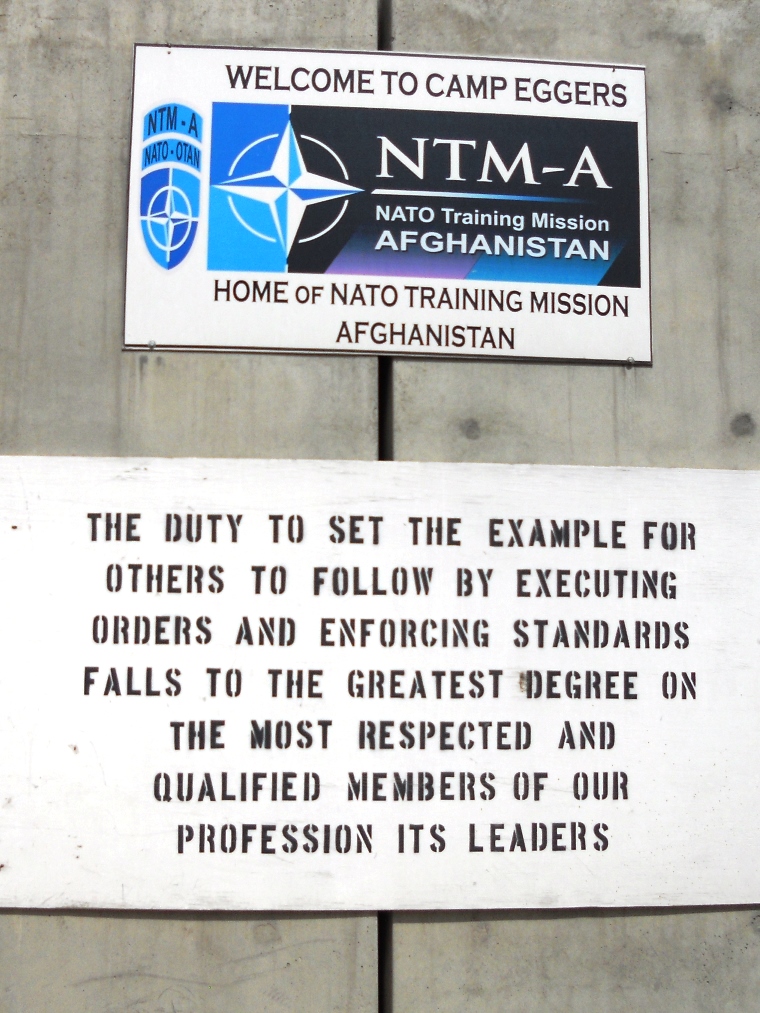 WELCOME TO CAMP EGGERS
NTM - A
NATO - OTAN
NTM-A
NATO Training Mission
AFGHANISTAN
HOME OF NATO TRAINING MISSION
AFGHANISTAN
THE DUTY TO SET THE EXAMPLE FOR
OTHERS TO FOLLOW BY EXECUTING
ORDERS AND ENFORCING STANDARDS
FALLS TO THE GREATEST DEGREE ON
THE MOST RESPECTED AND
QUALIFIED MEMBERS OF OUR
PROFESSION ITS LEADERS